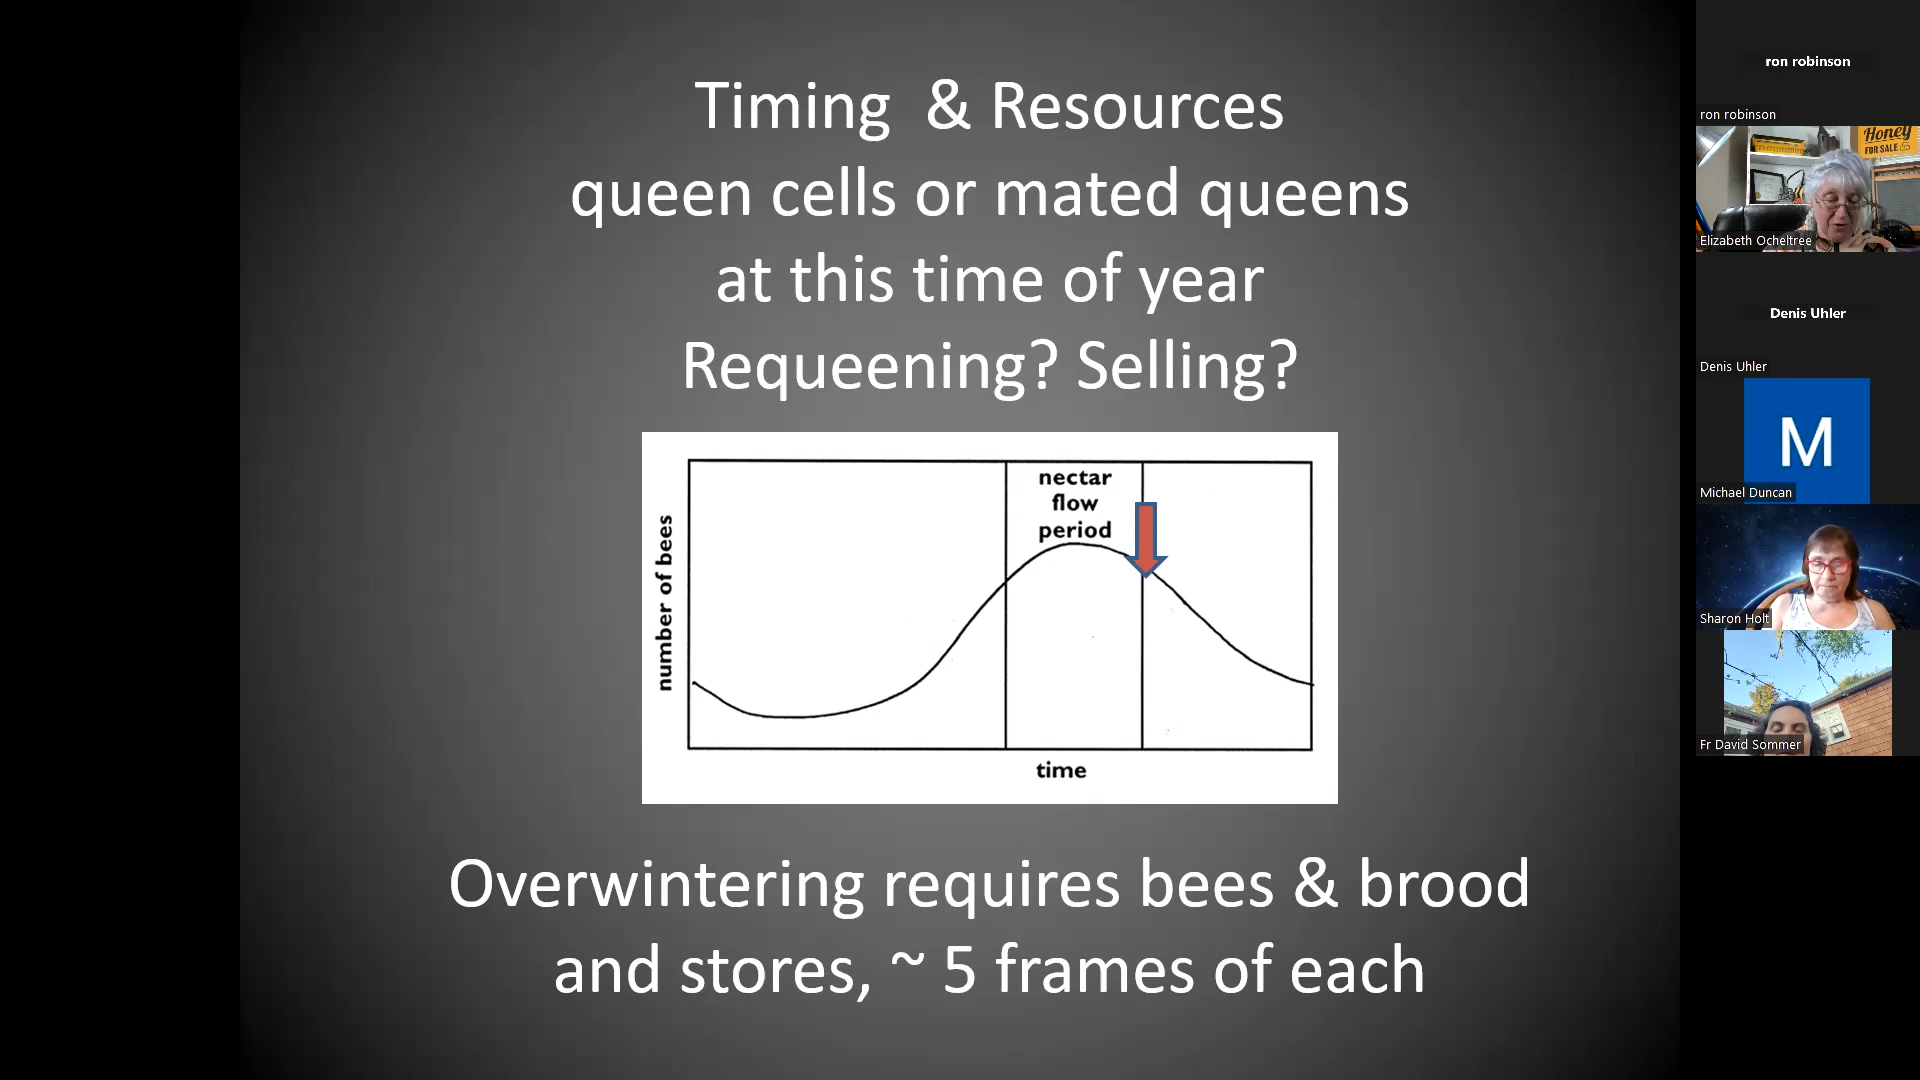 Timing  & Resources
queen cells or mated queens
at this time of year
Requeening? Selling?
nectar
flow
period
number of bees
time
Overwintering requires bees & brood
and stores, ~ 5 frames of each
ron robinson
ron robinson
Honey
FOR SALE
Elizabeth Ocheltree
Denis Uhler
Denis Uhler
M
Michael Duncan
Sharon Holt
Fr David Sommer